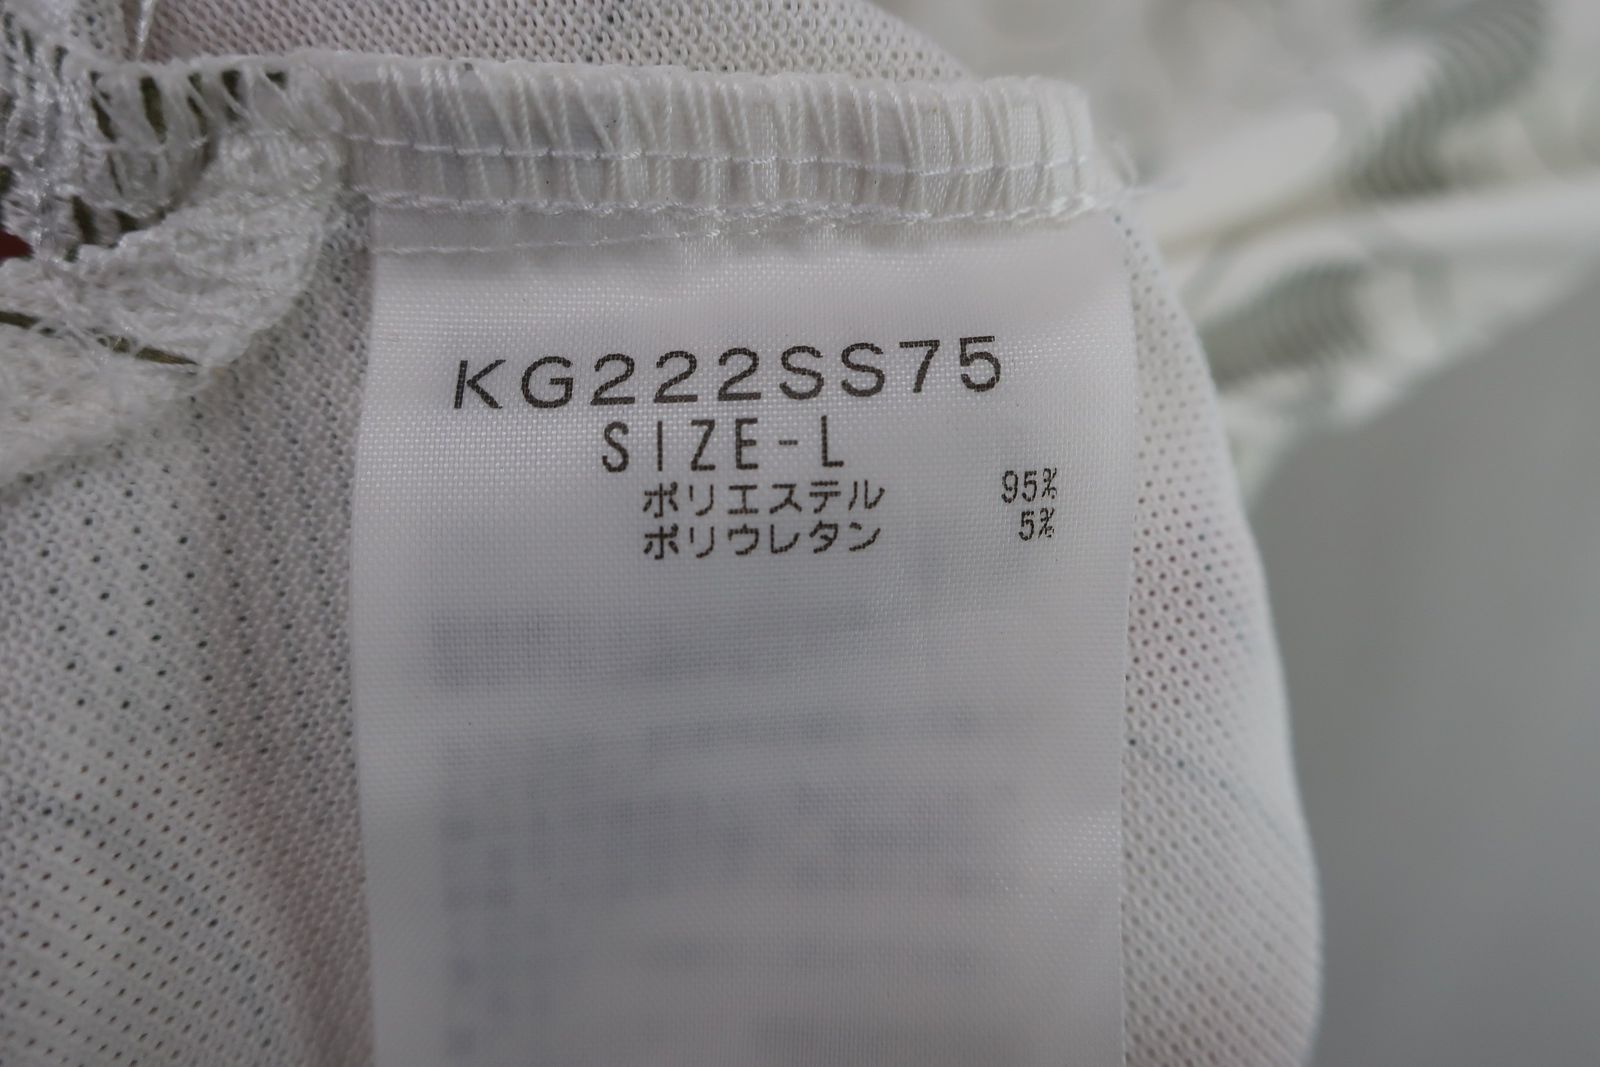 KG222SS75
SIZE-L
ポリエステル 95%
ポリウレタン 5%